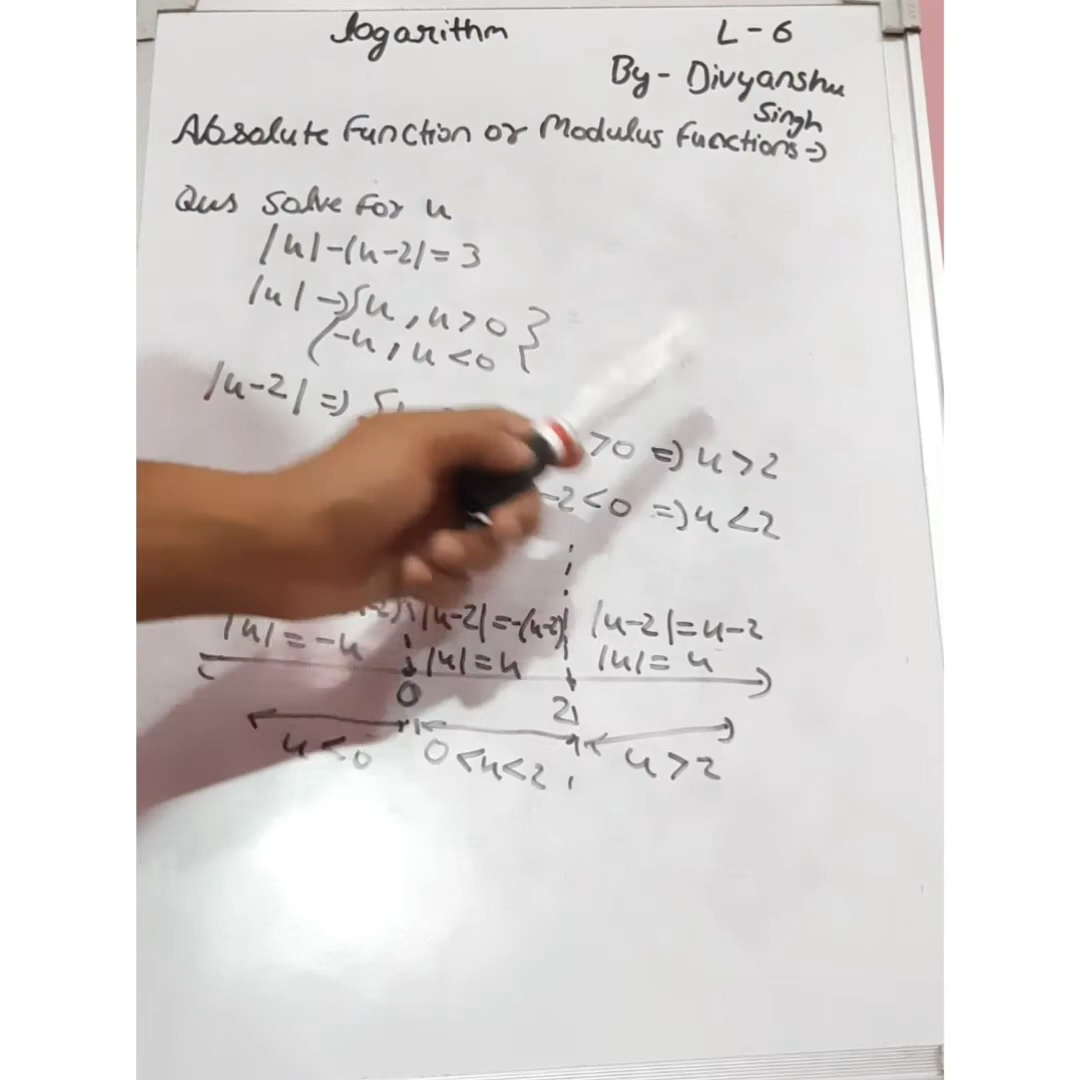 logarithm L-6
By- Divyanshu
Singh
Absolute Function or Modulus Functions→
Qus Solve for x
|x|-|x-2|=3
|x| → {x, x>0}
{-x, x<0}
|x-2| ⇒ { >0 ⇒ x>2
-2<0 ⇒ x<2
|x-2|=-(x-2) |x-2|=x-2
|x|=-x |x|=x |x|=x
0 2
x<0 0<x<2 x>2